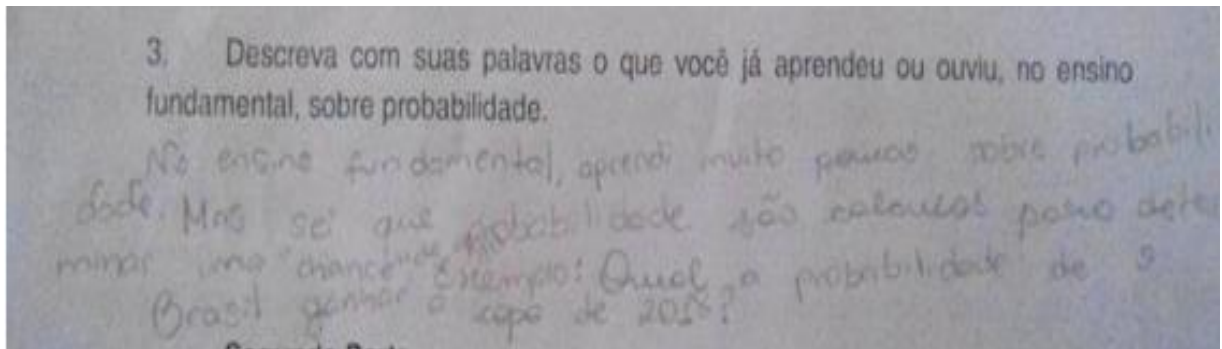 3. Descreva com suas palavras o que você já aprendeu ou ouviu, no ensino
fundamental, sobre probabilidade.
No ensino fundamental, aprendi muito pouco sobre probabili
dade. Mas sei que probabilidade são calculos para deter
minar uma "chance" de Exemplo: Qual a probabilidade de o
Brasil ganhar a copa de 2018?